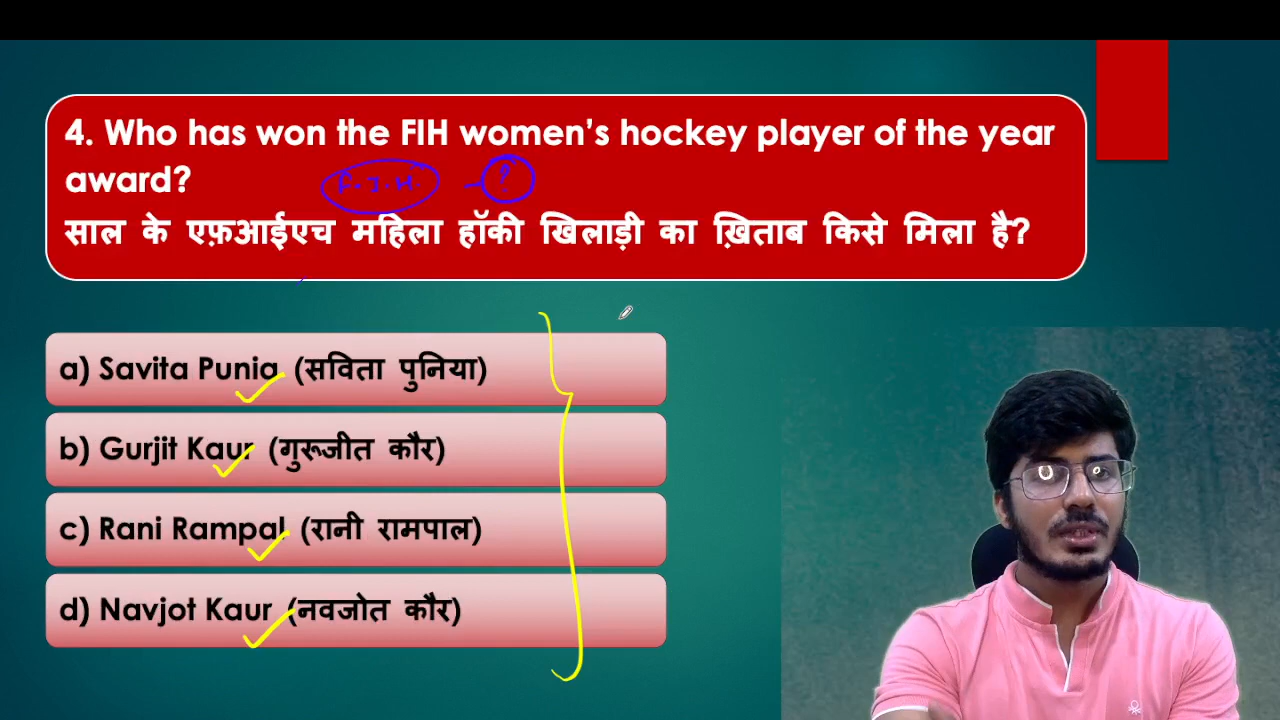 4. Who has won the FIH women's hockey player of the year
award?
F.I.H. - ?
साल के एफ़आईएच महिला हॉकी खिलाड़ी का ख़िताब किसे मिला है?
a) Savita Punia (सविता पुनिया)
b) Gurjit Kaur (गुरूजीत कौर)
c) Rani Rampal (रानी रामपाल)
d) Navjot Kaur (नवजोत कौर)